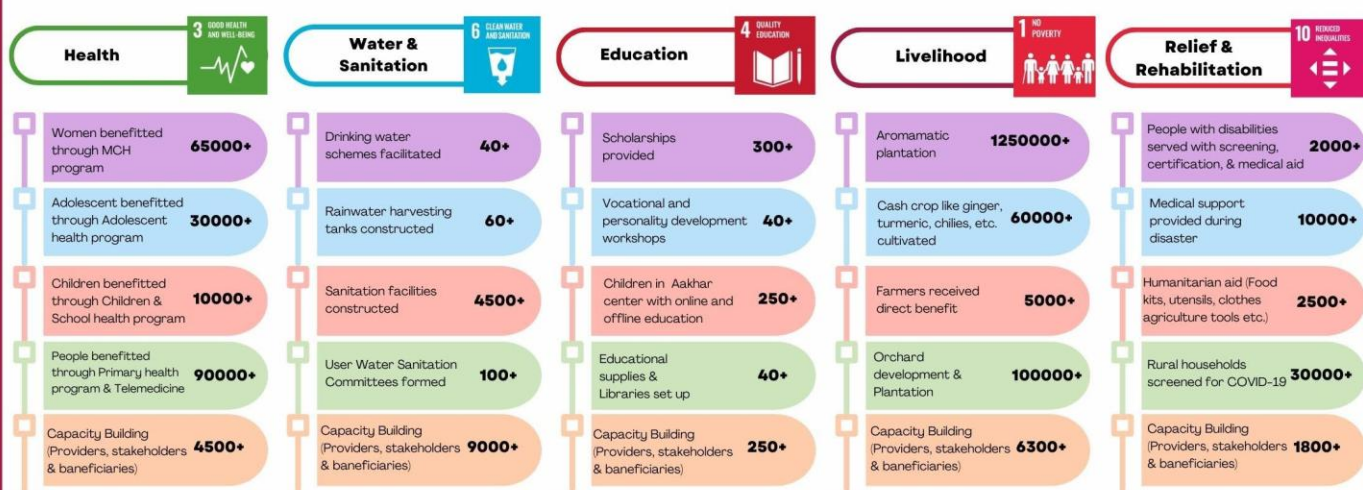 Health
3 GOOD HEALTH
AND WELL-BEING
Women benefitted
through MCH
program
65000+
Adolescent benefitted
through Adolescent
health program
30000+
Children benefitted
through Children &
School health program
10000+
People benefitted
through Primary health
program & Telemedicine
90000+
Capacity Building
(Providers, stakeholders
& baneficiaries)
4500+
Water &
Sanitation
6 CLEAN WATER
AND SANITATION
Drinking water
schemes facilitated
40+
Rainwater harvesting
tanks constructed
60+
Sanitation facilities
constructed
4500+
User Water Sanitation
Committees formed
100+
Capacity Building
(Providers, stakeholders
& baneficiaries)
9000+
Education
4 QUALITY
EDUCATION
Scholarships
provided
300+
Vocational and
personality development
workshops
40+
Children in Aakhar
center with online and
offline education
250+
Educational
supplies &
Libraries set up
40+
Capacity Building
(Providers, stakeholders
& baneficiaries)
250+
Livelihood
1 NO
POVERTY
Aromamatic
plantation
1250000+
Cash crop like ginger,
turmeric, chilies, etc.
cultivated
60000+
Farmers received
direct benefit
5000+
Orchard
development &
Plantation
100000+
Capacity Building
(Providers, stakeholders
& baneficiaries)
6300+
Relief &
Rehabilitation
10 REDUCED
INEQUALITIES
People with disabilities
served with screening,
certification, & medical aid
2000+
Medical support
provided during
disaster
10000+
Humanitarian aid (Food
kits, utensils, clothes
agriculture tools etc.)
2500+
Rural households
screened for COVID-19
30000+
Capacity Building
(Providers, stakeholders
& baneficiaries)
1800+